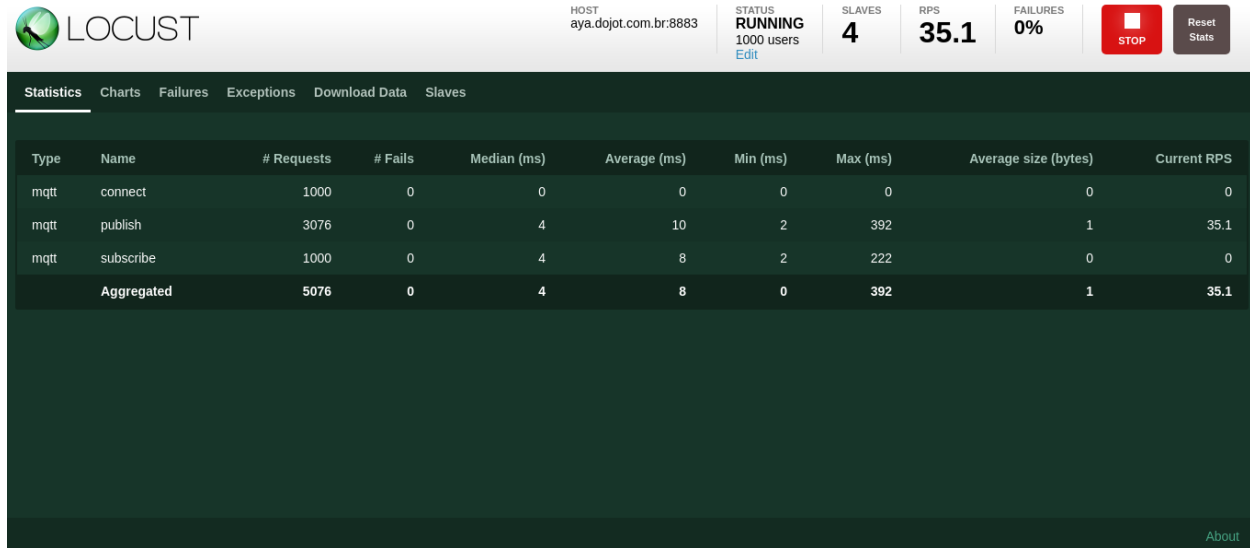 LOCUST
HOST
aya.dojot.com.br:8883
STATUS
RUNNING
1000 users
Edit
SLAVES
4
RPS
35.1
FAILURES
0%
STOP
Reset
Stats
Statistics Charts Failures Exceptions Download Data Slaves
Type Name # Requests # Fails Median (ms) Average (ms) Min (ms) Max (ms) Average size (bytes) Current RPS
mqtt connect 1000 0 0 0 0 0 0 0
mqtt publish 3076 0 4 10 2 392 1 35.1
mqtt subscribe 1000 0 4 8 2 222 0 0
Aggregated 5076 0 4 8 0 392 1 35.1
About